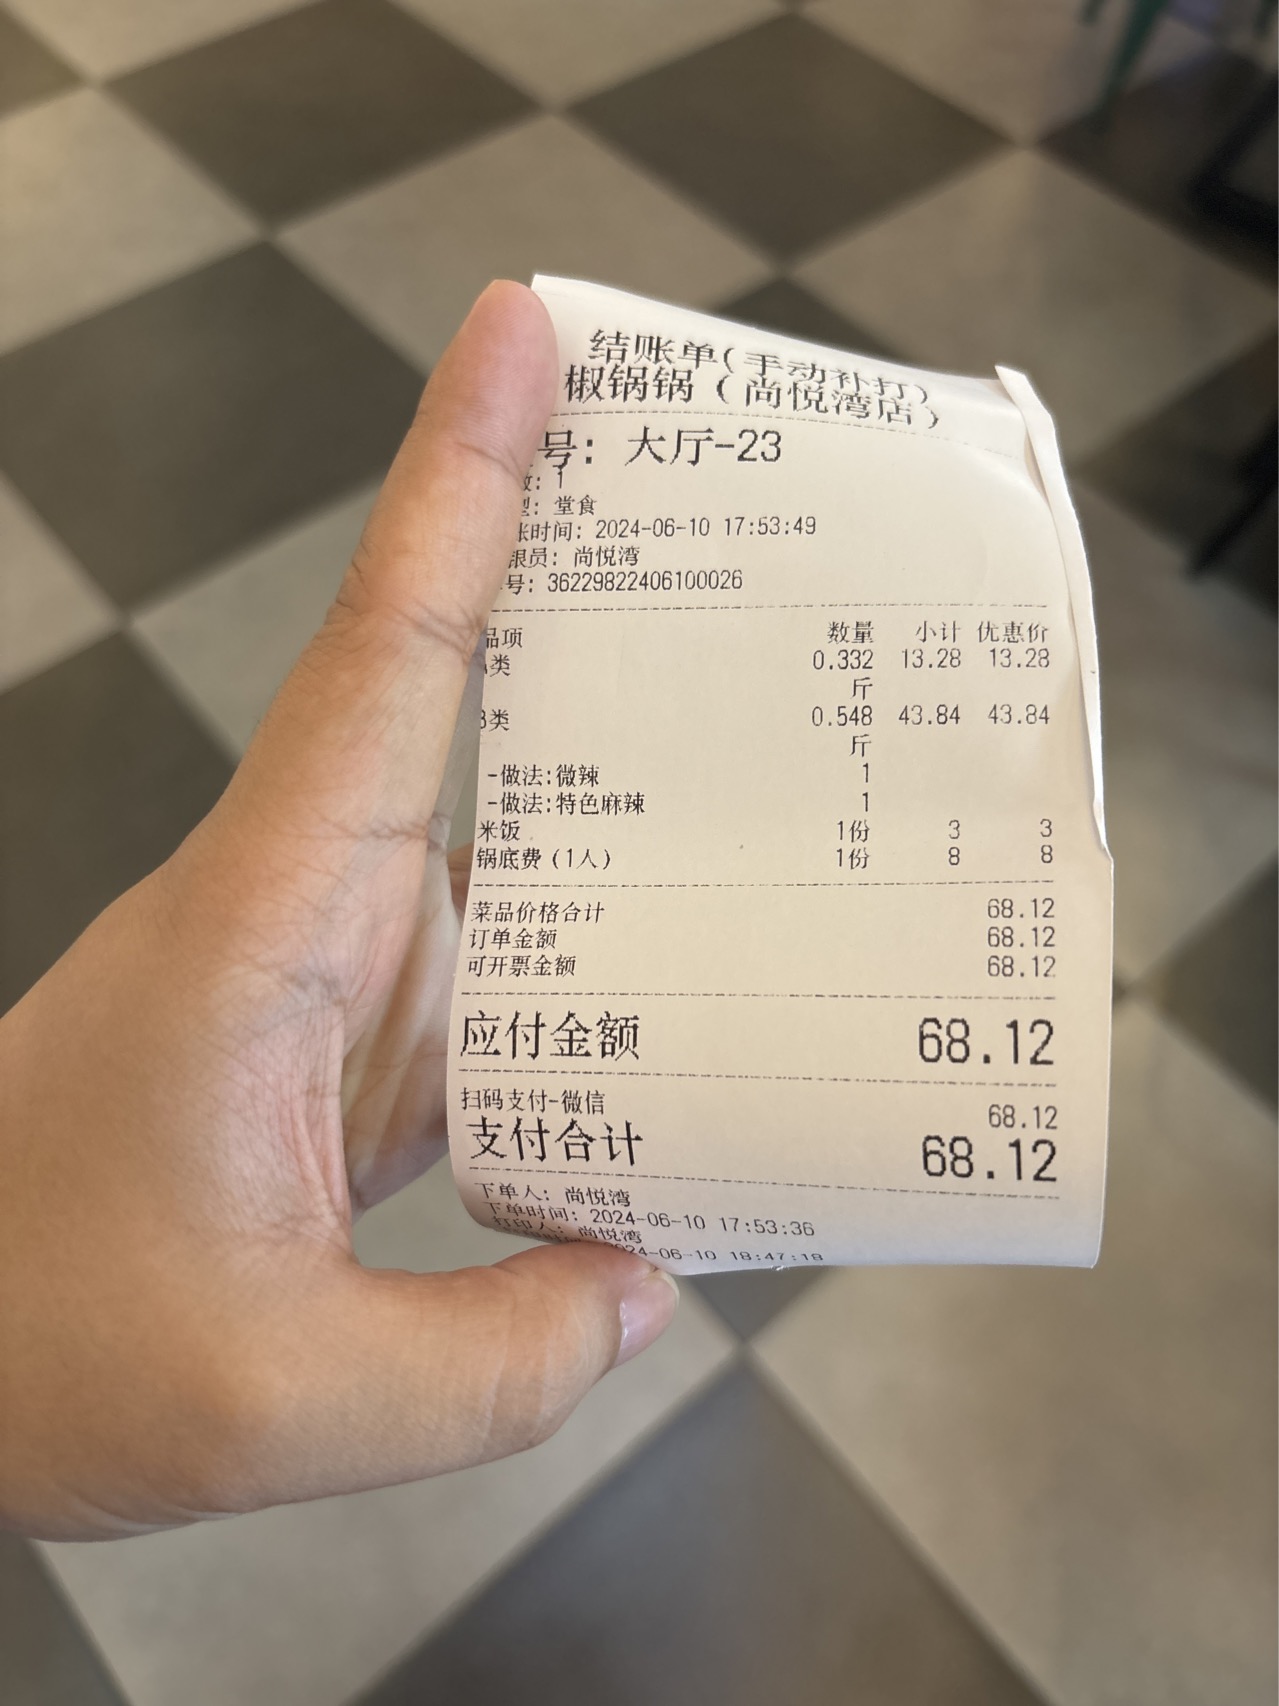 结账单(手动补打)
椒锅锅(尚悦湾店)
号: 大厅-23
数: 1
型: 堂食
账时间: 2024-06-10 17:53:49
银员: 尚悦湾
号: 36229822406100026
品项 数量 小计 优惠价
类 0.332 13.28 13.28
斤
B类 0.548 43.84 43.84
斤
-做法:微辣 1
-做法:特色麻辣 1
米饭 1份 3 3
锅底费(1人) 1份 8 8
菜品价格合计 68.12
订单金额 68.12
可开票金额 68.12
应付金额 68.12
扫码支付-微信 68.12
支付合计 68.12
下单人: 尚悦湾
下单时间: 2024-06-10 17:53:36
打印人: 尚悦湾
24-06-10 18:47:18